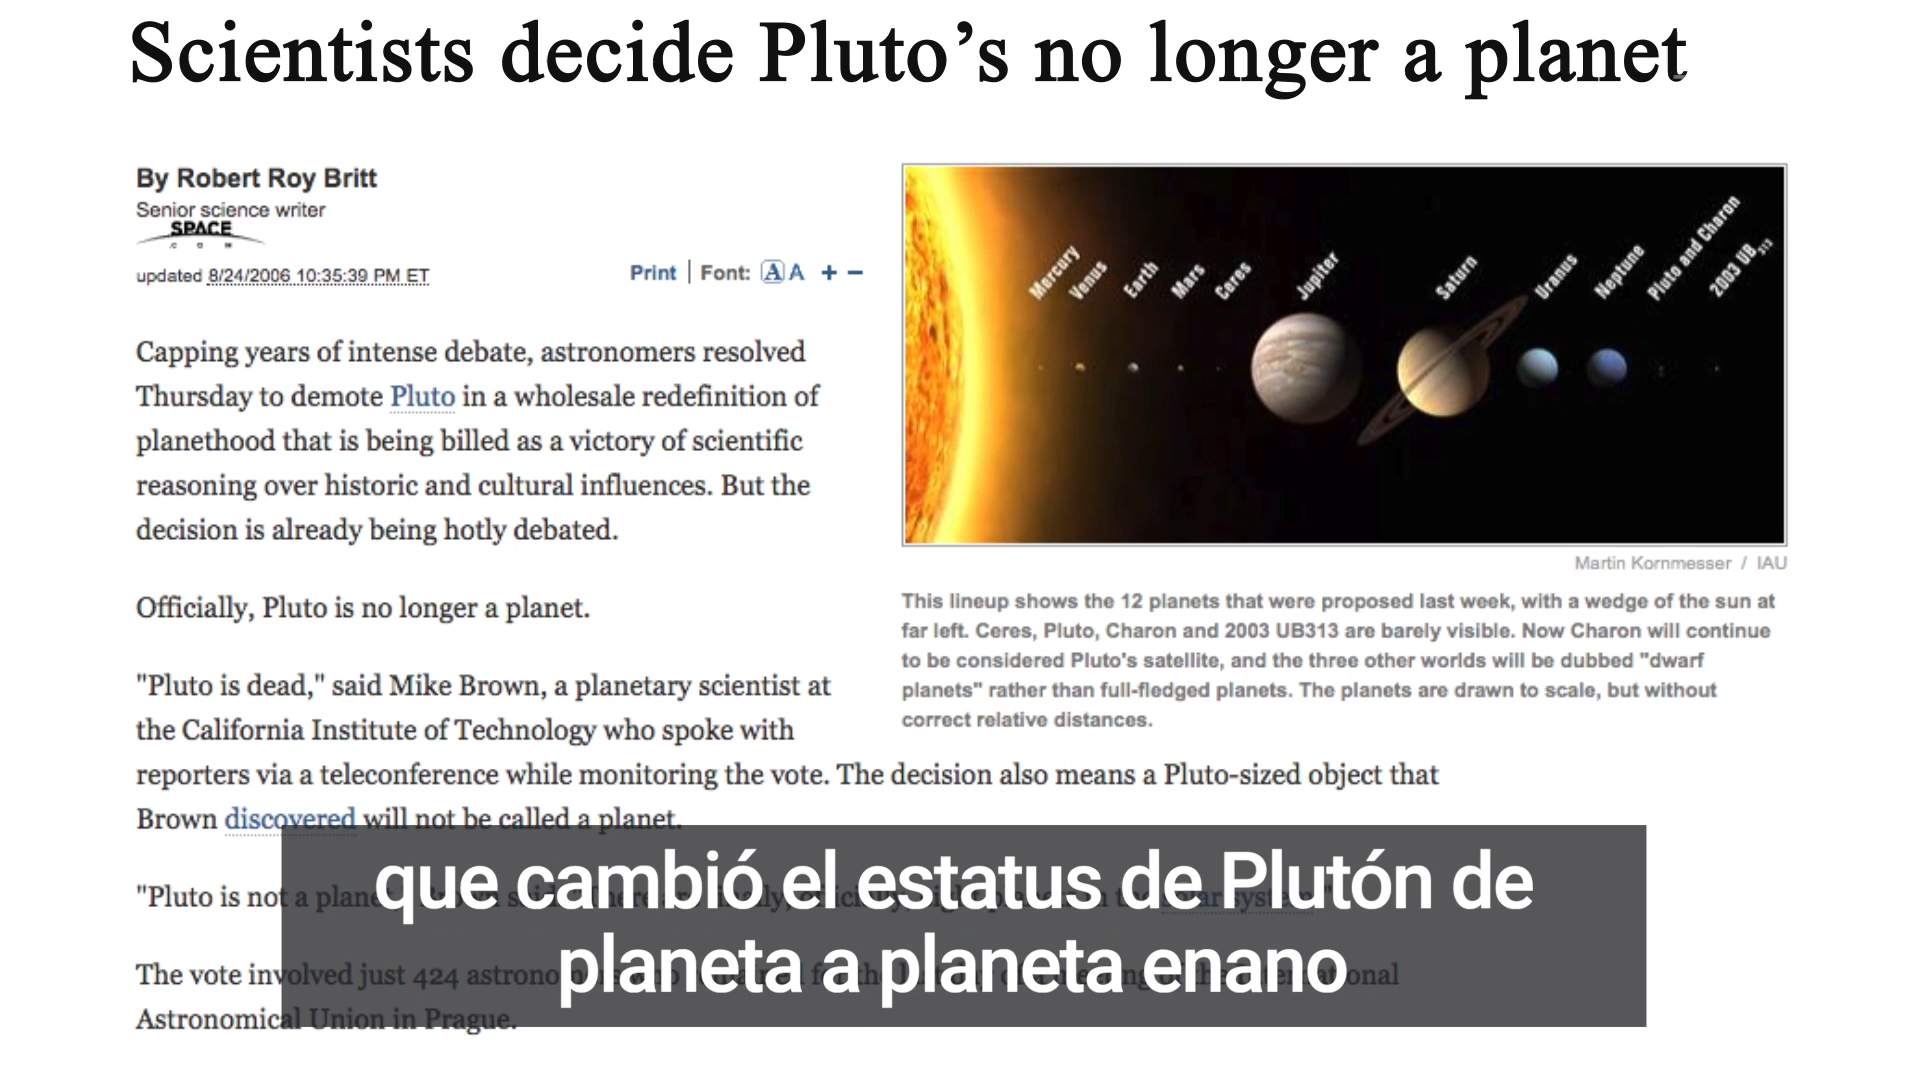 Scientists decide Pluto’s no longer a planet
By Robert Roy Britt
Senior science writer
SPACE
.com
updated 8/24/2006 10:35:39 PM ET
Print | Font: A A + −
Capping years of intense debate, astronomers resolved
Thursday to demote Pluto in a wholesale redefinition of
planethood that is being billed as a victory of scientific
reasoning over historic and cultural influences. But the
decision is already being hotly debated.
Officially, Pluto is no longer a planet.
"Pluto is dead," said Mike Brown, a planetary scientist at
the California Institute of Technology who spoke with
reporters via a teleconference while monitoring the vote. The decision also means a Pluto-sized object that
Brown discovered will not be called a planet.
Mercury
Venus
Earth
Mars
Ceres
Jupiter
Saturn
Uranus
Neptune
Pluto and Charon
2003 UB313
Martin Kornmesser / IAU
This lineup shows the 12 planets that were proposed last week, with a wedge of the sun at
far left. Ceres, Pluto, Charon and 2003 UB313 are barely visible. Now Charon will continue
to be considered Pluto's satellite, and the three other worlds will be dubbed "dwarf
planets" rather than full-fledged planets. The planets are drawn to scale, but without
correct relative distances.
"Pluto is not a
The vote involved just 424
Astronomical Union in Prague.
que cambió el estatus de Plutón de
planeta a planeta enano